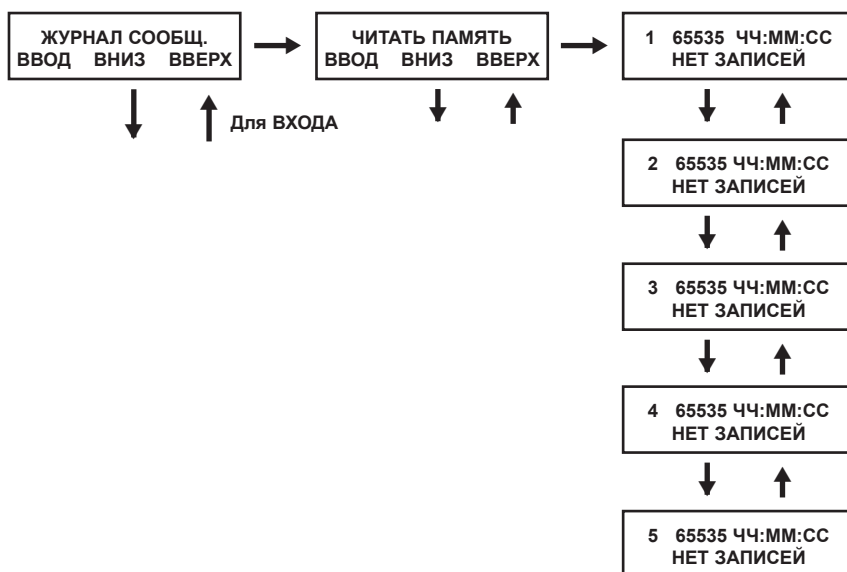 ЖУРНАЛ СООБЩ.
ВВОД ВНИЗ ВВЕРХ
Для ВХОДА
ЧИТАТЬ ПАМЯТЬ
ВВОД ВНИЗ ВВЕРХ
1 65535 ЧЧ:ММ:СС
НЕТ ЗАПИСЕЙ
2 65535 ЧЧ:ММ:СС
НЕТ ЗАПИСЕЙ
3 65535 ЧЧ:ММ:СС
НЕТ ЗАПИСЕЙ
4 65535 ЧЧ:ММ:СС
НЕТ ЗАПИСЕЙ
5 65535 ЧЧ:ММ:СС
НЕТ ЗАПИСЕЙ